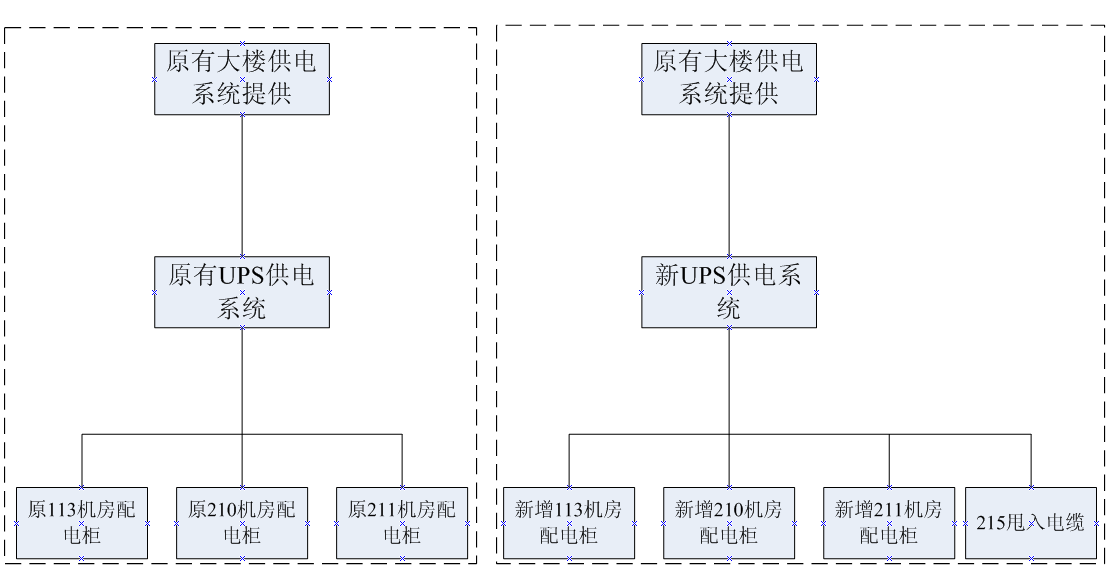 原有大楼供电
系统提供
原有UPS供电
系统
原113机房配
电柜
原210机房配
电柜
原211机房配
电柜
原有大楼供电
系统提供
新UPS供电系
统
新增113机房
配电柜
新增210机房
配电柜
新增211机房
配电柜
215甩入电缆